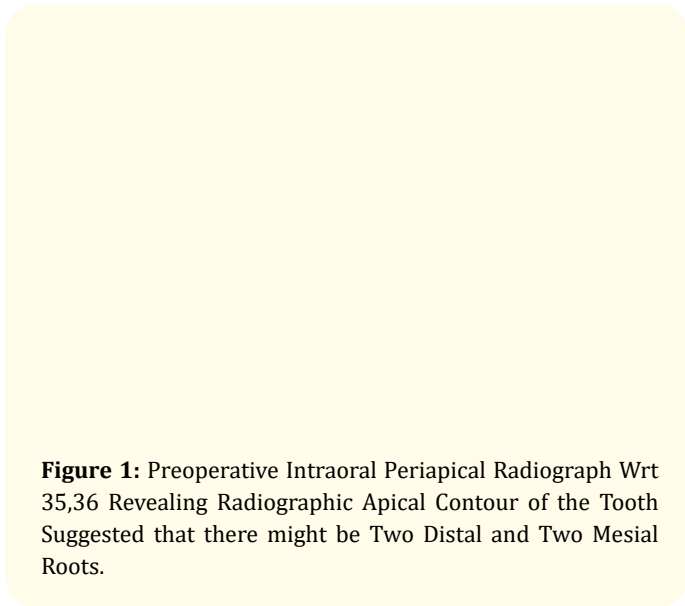 Figure 1: Preoperative Intraoral Periapical Radiograph Wrt
35,36 Revealing Radiographic Apical Contour of the Tooth
Suggested that there might be Two Distal and Two Mesial
Roots.